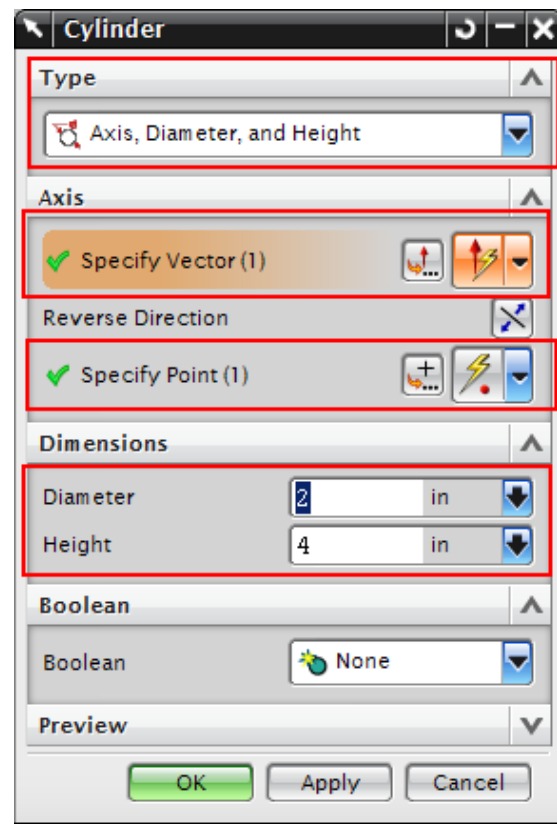 Cylinder
Type
Axis, Diameter, and Height
Axis
Specify Vector (1)
Reverse Direction
Specify Point (1)
Dimensions
Diameter 2 in
Height 4 in
Boolean
Boolean None
Preview
OK Apply Cancel